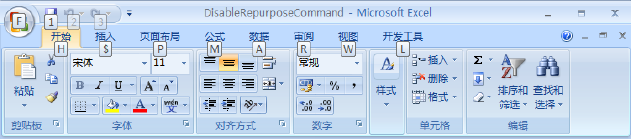 DisableRepurposeCommand - Microsoft Excel
F 1 2 3
开始 插入 页面布局 公式 数据 审阅 视图 开发工具
H $ P M A R W L
宋体 11 常规 插入
粘贴 B I U A A 样式 删除 排序和 查找和
A wén 文 % , 格式 筛选 选择
剪贴板 字体 对齐方式 数字 单元格 编辑